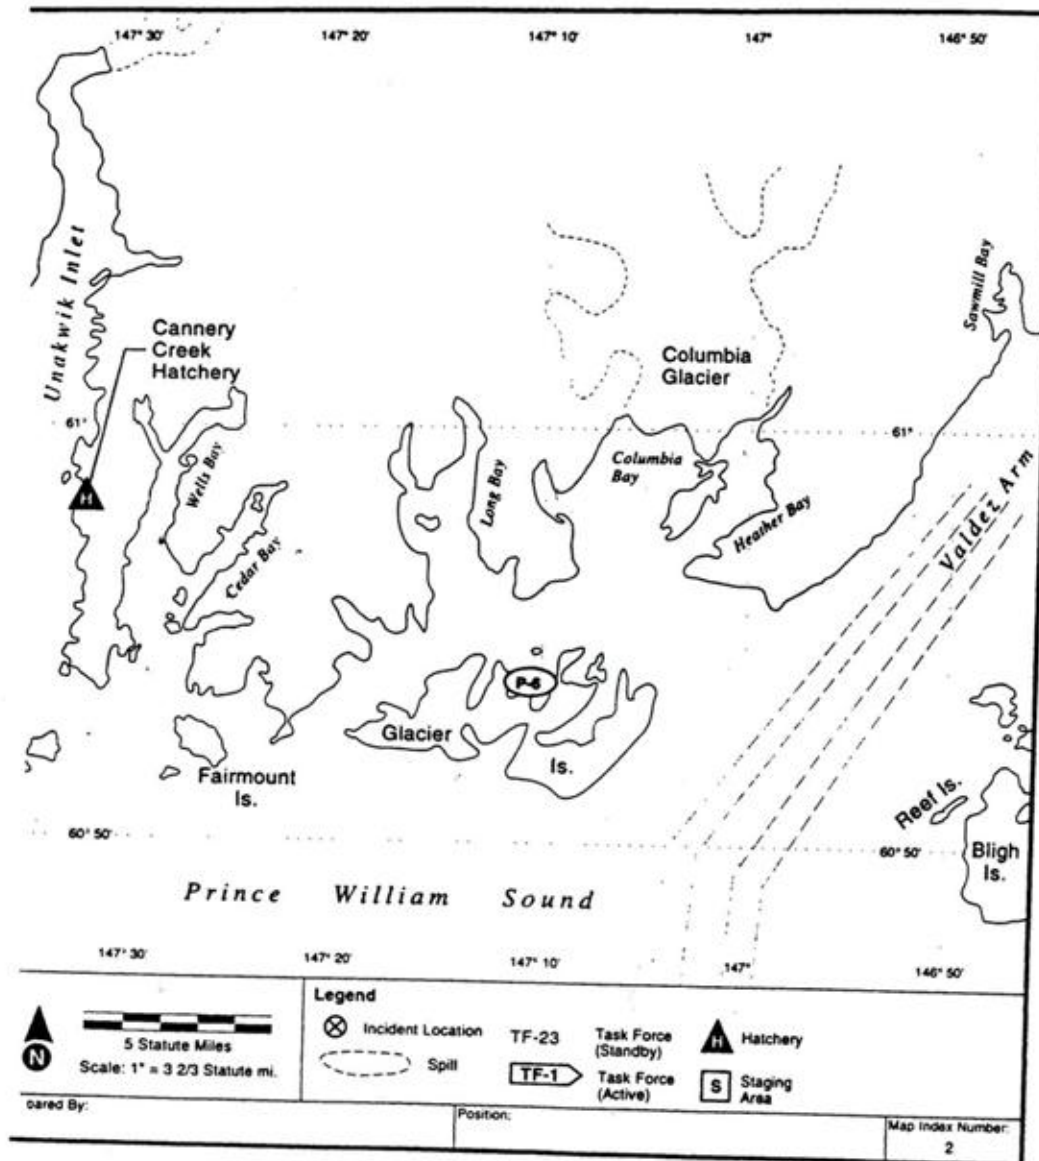 147° 30'
147° 20'
147° 10'
147°
146° 50'
Unakwik Inlet
Sawmill Bay
Cannery
Creek
Hatchery
Columbia
Glacier
61°
61°
Wells Bay
Long Bay
Columbia
Bay
H
Valdez Arm
Heather Bay
Cedar Bay
P-6
Glacier
Is.
Fairmount
Is.
Reef Is.
60° 50'
60° 50'
Bligh
Is.
Prince William Sound
147° 30'
147° 20'
147° 10'
147°
146° 50'
N
5 Statute Miles
Scale: 1" = 3 2/3 Statute mi.
Legend
Incident Location
Spill
TF-23
Task Force
(Standby)
TF-1
Task Force
(Active)
H
Hatchery
S
Staging
Area
pared By:
Position:
Map Index Number:
2